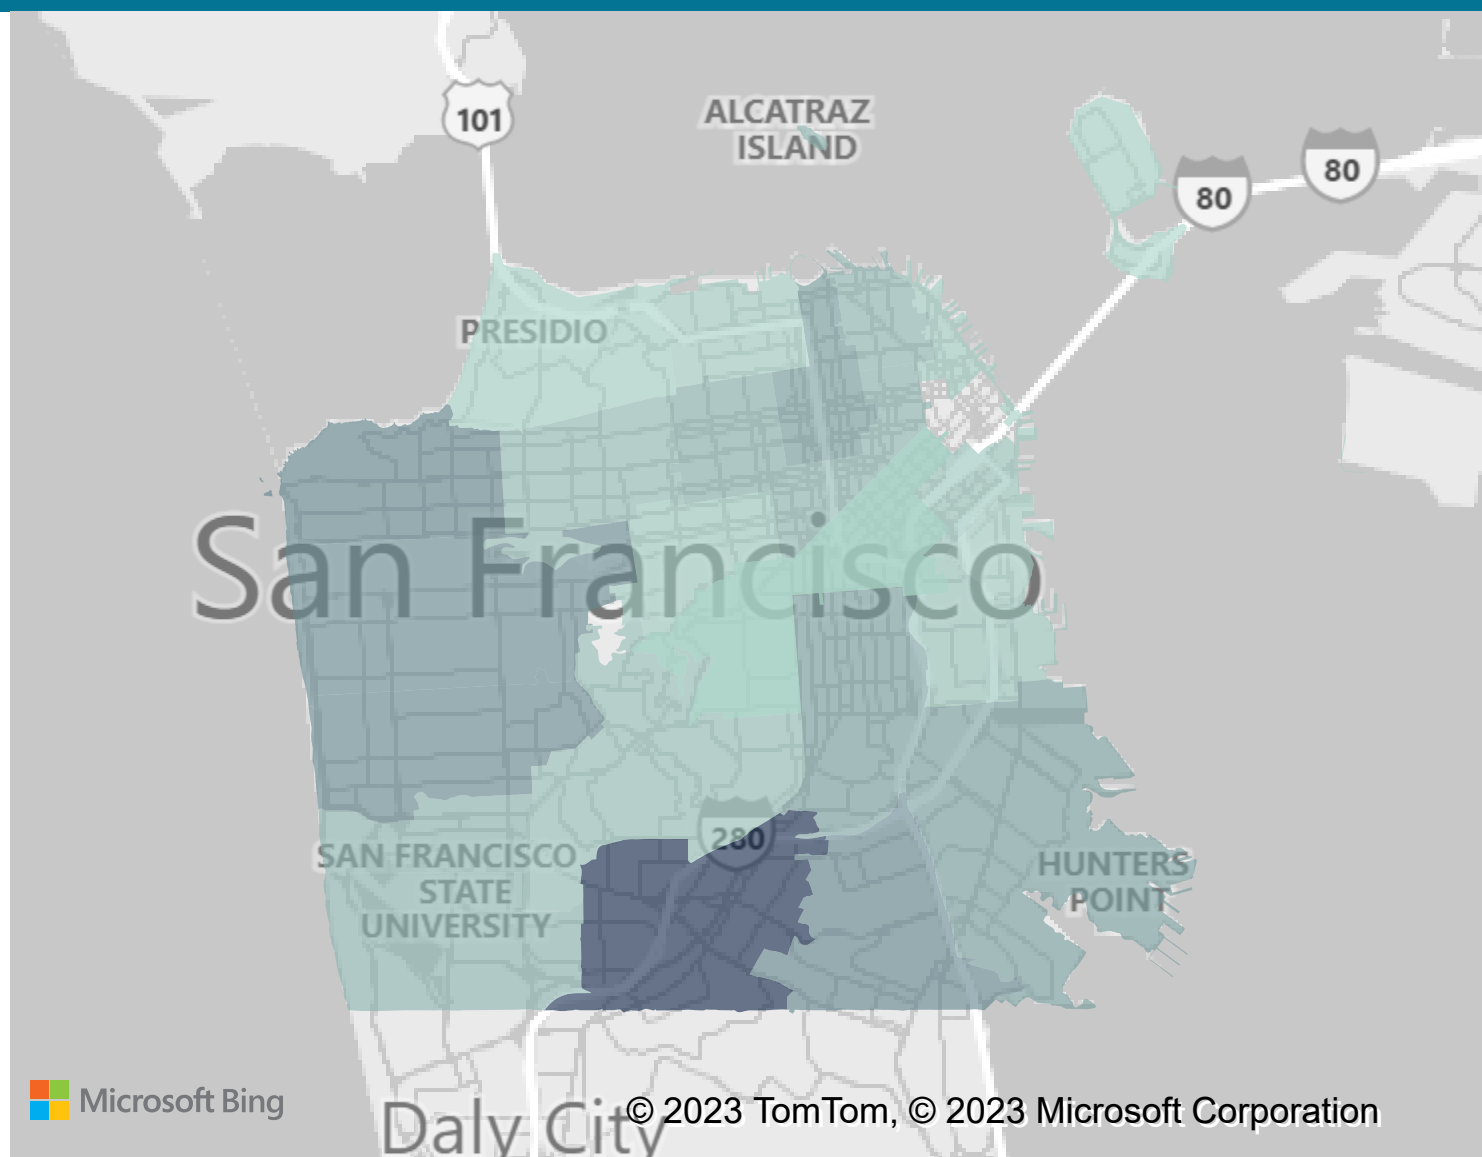 101
ALCATRAZ
ISLAND
80
80
PRESIDIO
San Francisco
280
SAN FRANCISCO
STATE
UNIVERSITY
HUNTERS
POINT
Microsoft Bing
Daly City
© 2023 TomTom, © 2023 Microsoft Corporation